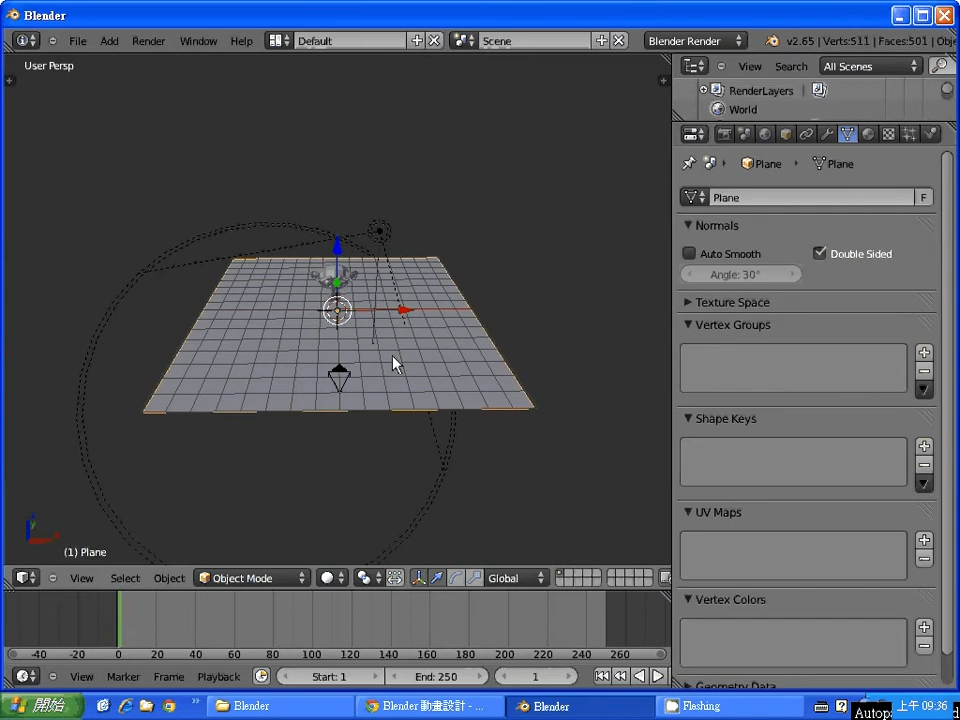 Blender
File Add Render Window Help Default Scene Blender Render v2.65 | Verts:511 | Faces:501 | Obje
User Persp
View Search All Scenes
RenderLayers
World
Plane Plane
Plane F
Normals
Auto Smooth Double Sided
Angle: 30°
Texture Space
Vertex Groups
Shape Keys
UV Maps
(1) Plane
View Select Object Object Mode Global
Vertex Colors
-40 -20 0 20 40 60 80 100 120 140 160 180 200 220 240 260
View Marker Frame Playback Start: 1 End: 250 1
Geometry Data
開始 Blender Blender 動畫設計 - ... Blender Flashing 上午 09:36
Autop